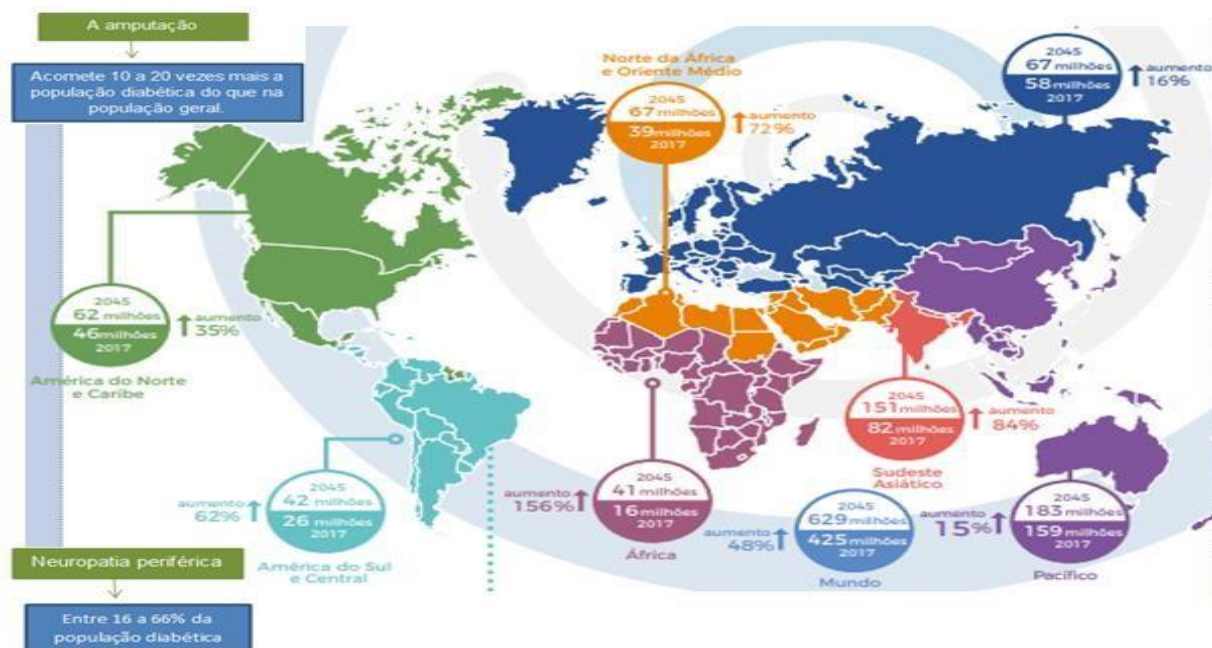 A amputação
Acomete 10 a 20 vezes mais a
população diabética do que na
população geral.
Norte da África
e Oriente Médio
2045
67 milhões
39 milhões
2017
aumento
72%
2045
67 milhões
58 milhões
2017
aumento
16%
2045
62 milhões
46 milhões
2017
aumento
35%
América do Norte
e Caribe
2045
151 milhões
82 milhões
2017
aumento
84%
Sudeste
Asiático
aumento
62%
2045
42 milhões
26 milhões
2017
América do Sul
e Central
aumento
156%
2045
41 milhões
16 milhões
2017
África
aumento
48%
2045
629 milhões
425 milhões
2017
Mundo
aumento
15%
2045
183 milhões
159 milhões
2017
Pacífico
Neuropatia periférica
Entre 16 a 66% da
população diabética